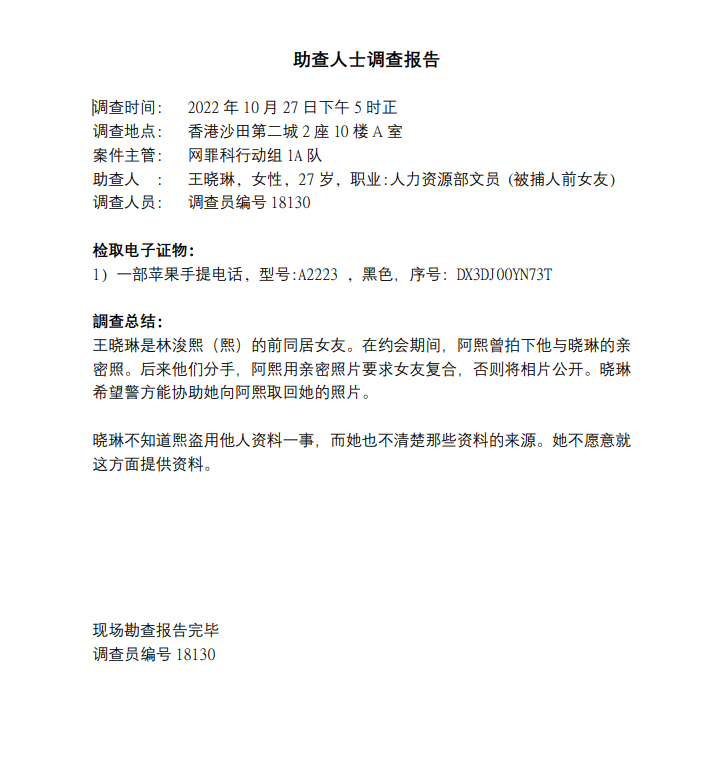 助查人士调查报告
调查时间： 2022 年 10 月 27 日下午 5 时正
调查地点： 香港沙田第二城 2 座 10 楼 A 室
案件主管： 网罪科行动组 1A 队
助查人 ： 王晓琳，女性，27 岁，职业:人力资源部文员 (被捕人前女友)
调查人员： 调查员编号 18130
检取电子证物：
1）一部苹果手提电话，型号:A2223 ，黑色，序号：DX3DJ00YN73T
調查总结：
王晓琳是林浚熙（熙）的前同居女友。在约会期间，阿熙曾拍下他与晓琳的亲
密照。后来他们分手，阿熙用亲密照片要求女友复合，否则将相片公开。晓琳
希望警方能协助她向阿熙取回她的照片。
晓琳不知道熙盗用他人资料一事，而她也不清楚那些资料的来源。她不愿意就
这方面提供资料。
现场勘查报告完毕
调查员编号 18130